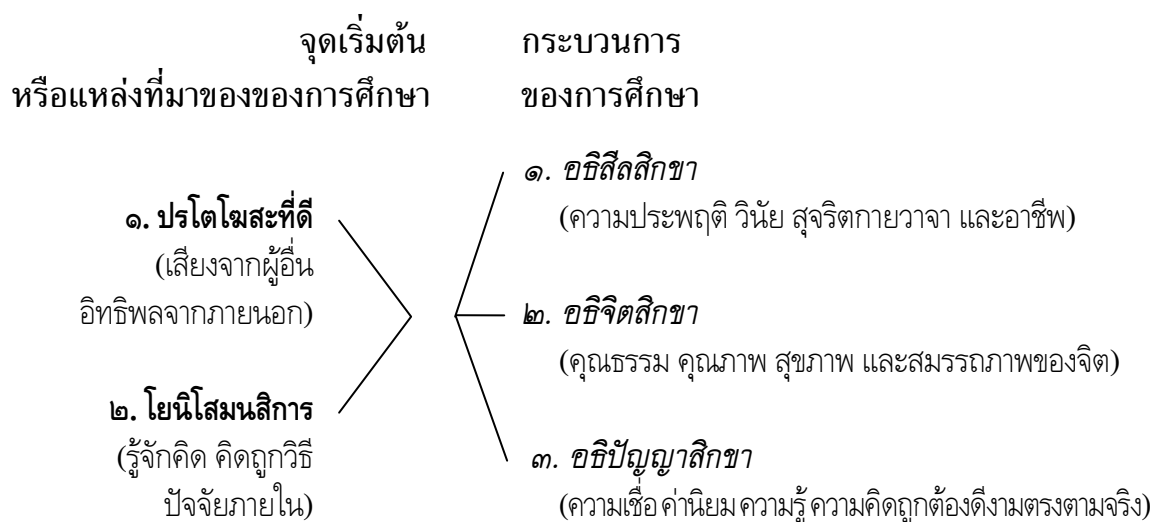 จุดเริ่มต้น
หรือแหล่งที่มาของของการศึกษา
กระบวนการ
ของการศึกษา
๑. ปรโตโฆสะที่ดี
(เสียงจากผู้อื่น
อิทธิพลจากภายนอก)
๒. โยนิโสมนสิการ
(รู้จักคิด คิดถูกวิธี
ปัจจัยภายใน)
๑. อธิสีลสิกขา
(ความประพฤติ วินัย สุจริตกายวาจา และอาชีพ)
๒. อธิจิตสิกขา
(คุณธรรม คุณภาพ สุขภาพ และสมรรถภาพของจิต)
๓. อธิปัญญาสิกขา
(ความเชื่อ ค่านิยม ความรู้ ความคิดถูกต้องดีงามตรงตามจริง)